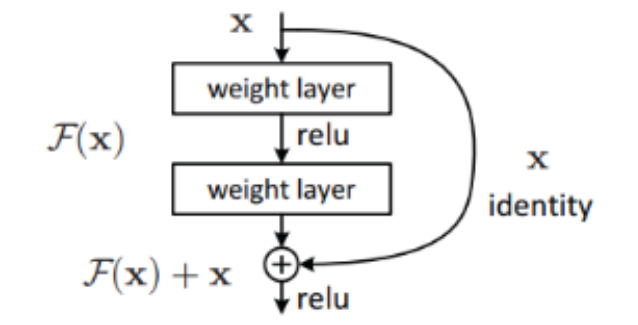 x
weight layer
relu
F(x)
weight layer
x
identity
F(x) + x
relu